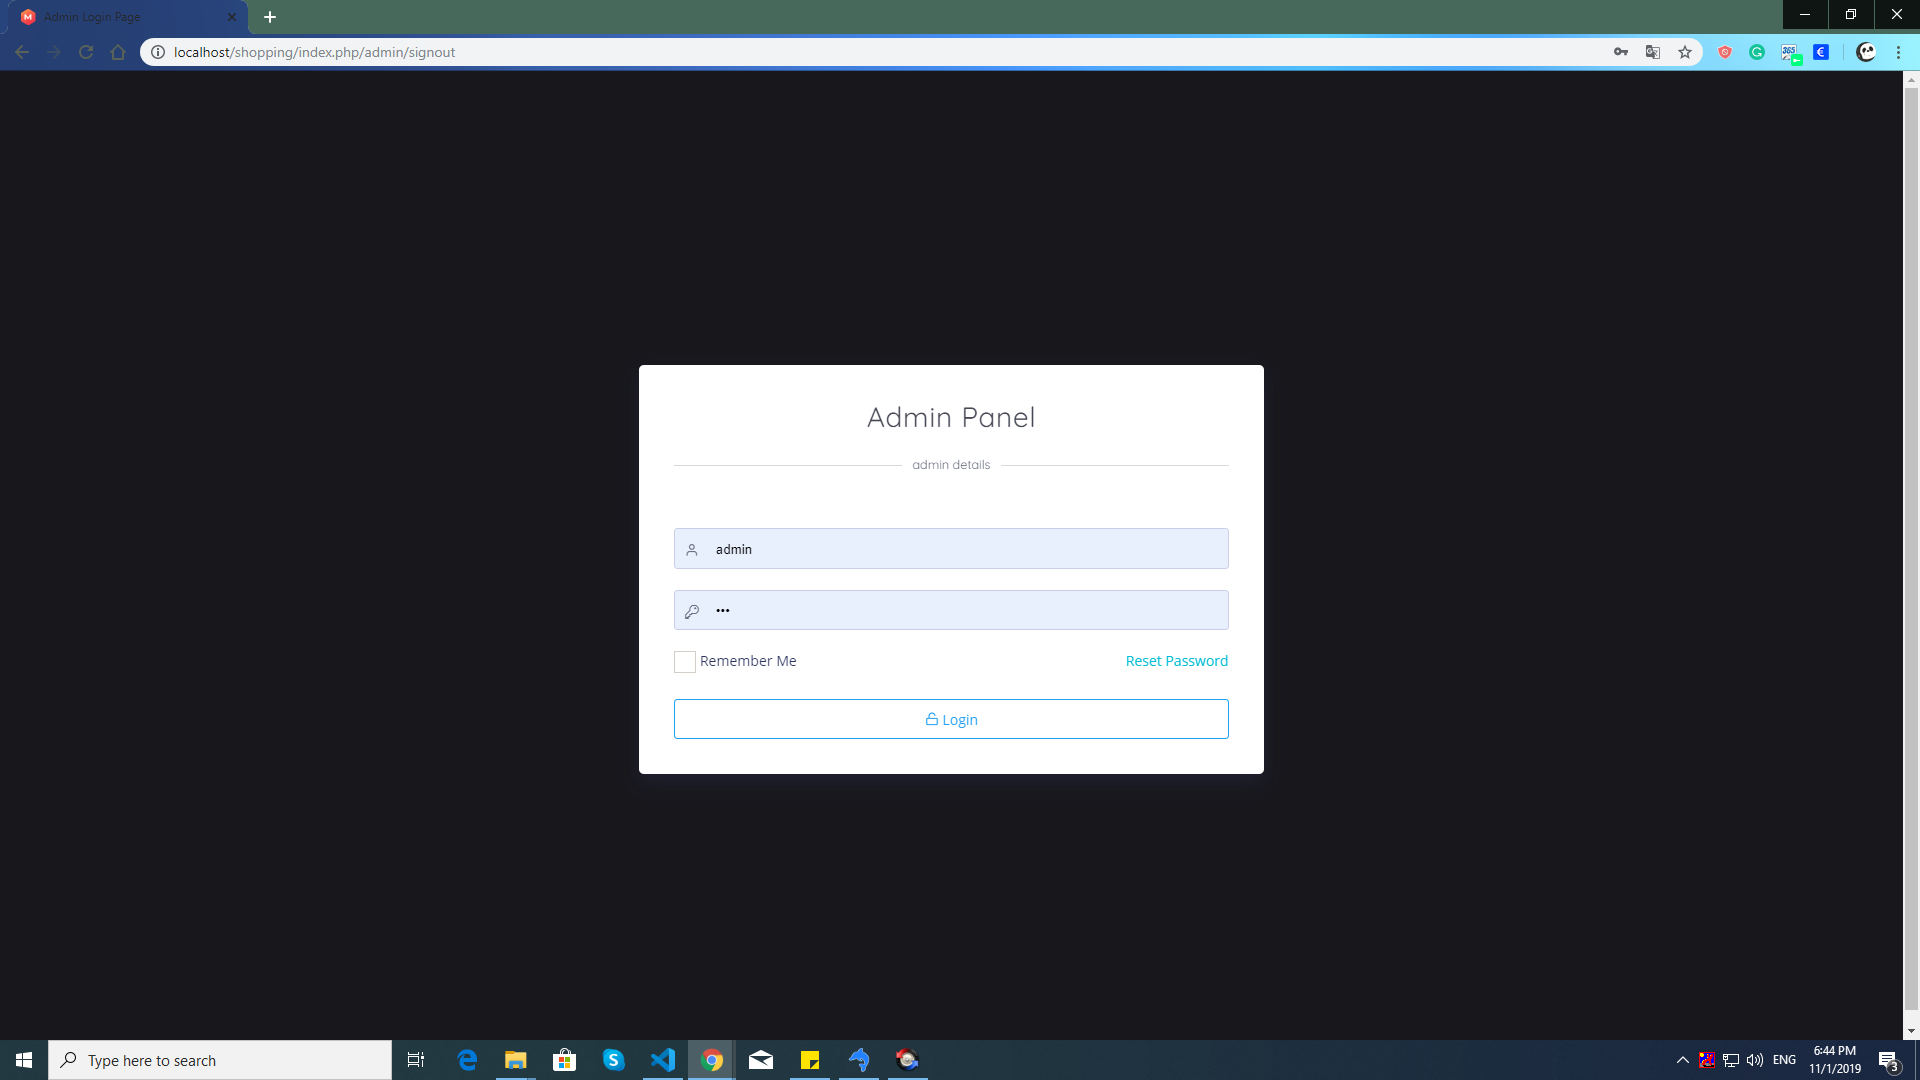 Admin Login Page
localhost/shopping/index.php/admin/signout
Admin Panel
admin details
admin
•••
Remember Me
Reset Password
Login
Type here to search
ENG
6:44 PM
11/1/2019
3